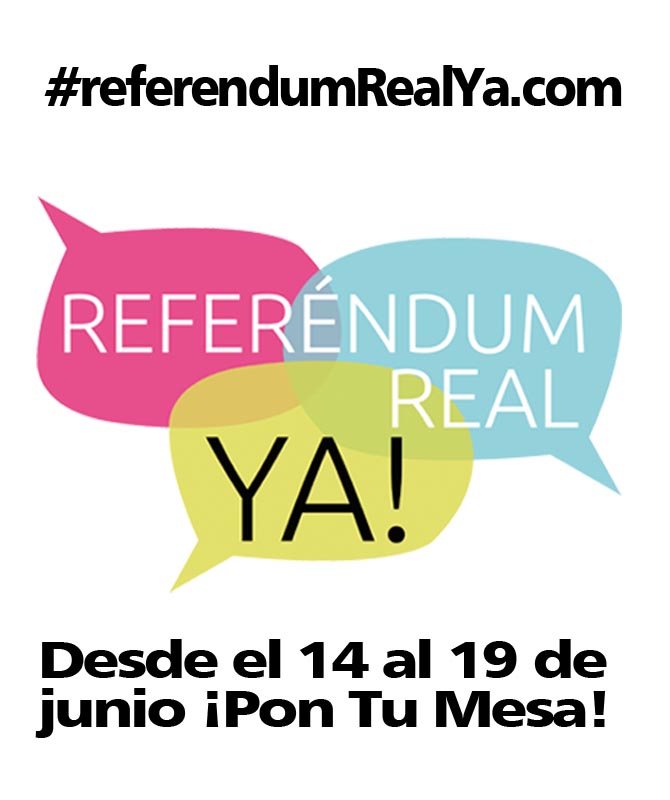 #referendumRealYa.com
REFERÉNDUM
REAL
YA!
Desde el 14 al 19 de
junio ¡Pon Tu Mesa!